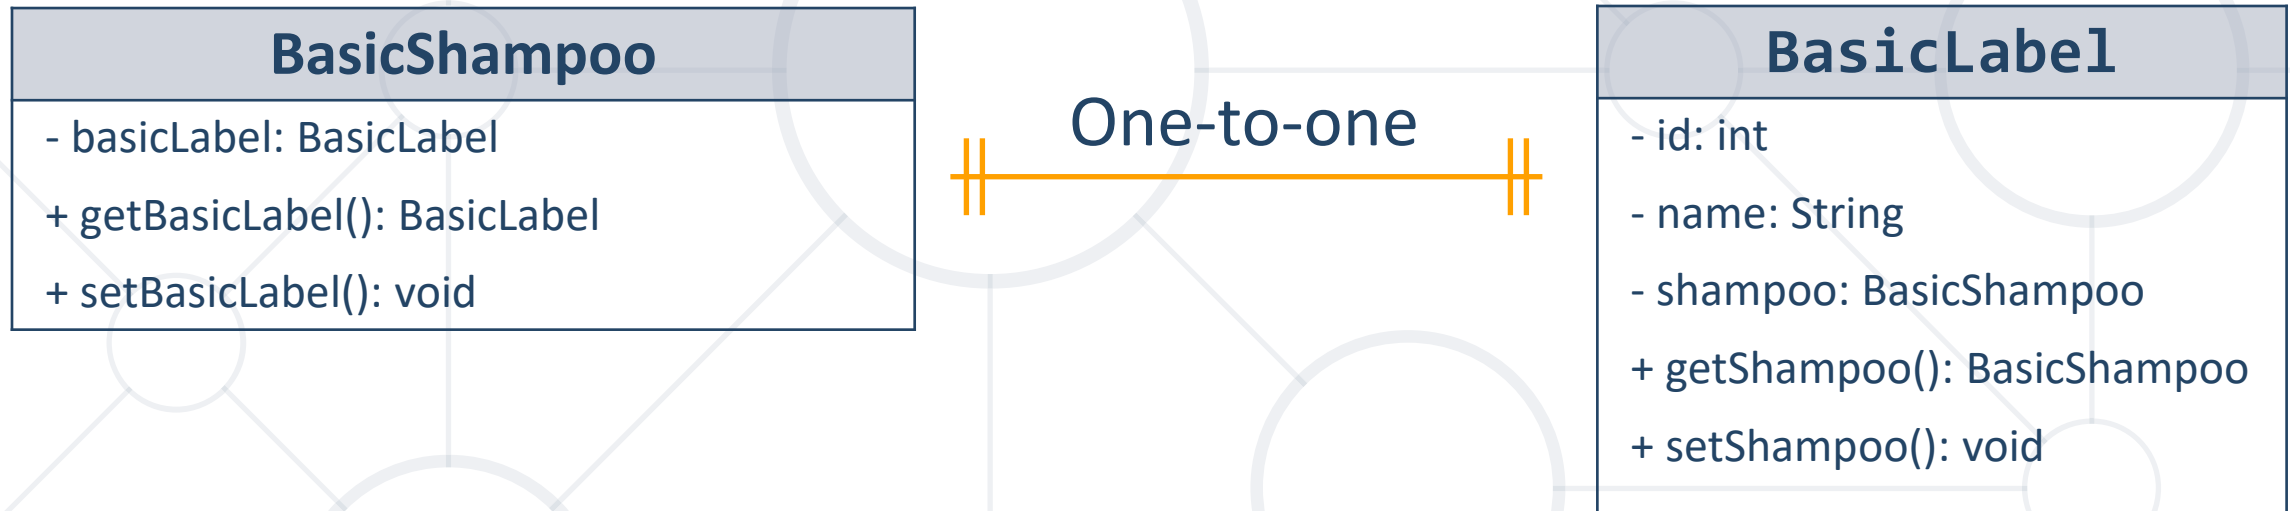 BasicShampoo
- basicLabel: BasicLabel
+ getBasicLabel(): BasicLabel
+ setBasicLabel(): void
One-to-one
BasicLabel
- id: int
- name: String
- shampoo: BasicShampoo
+ getShampoo(): BasicShampoo
+ setShampoo(): void